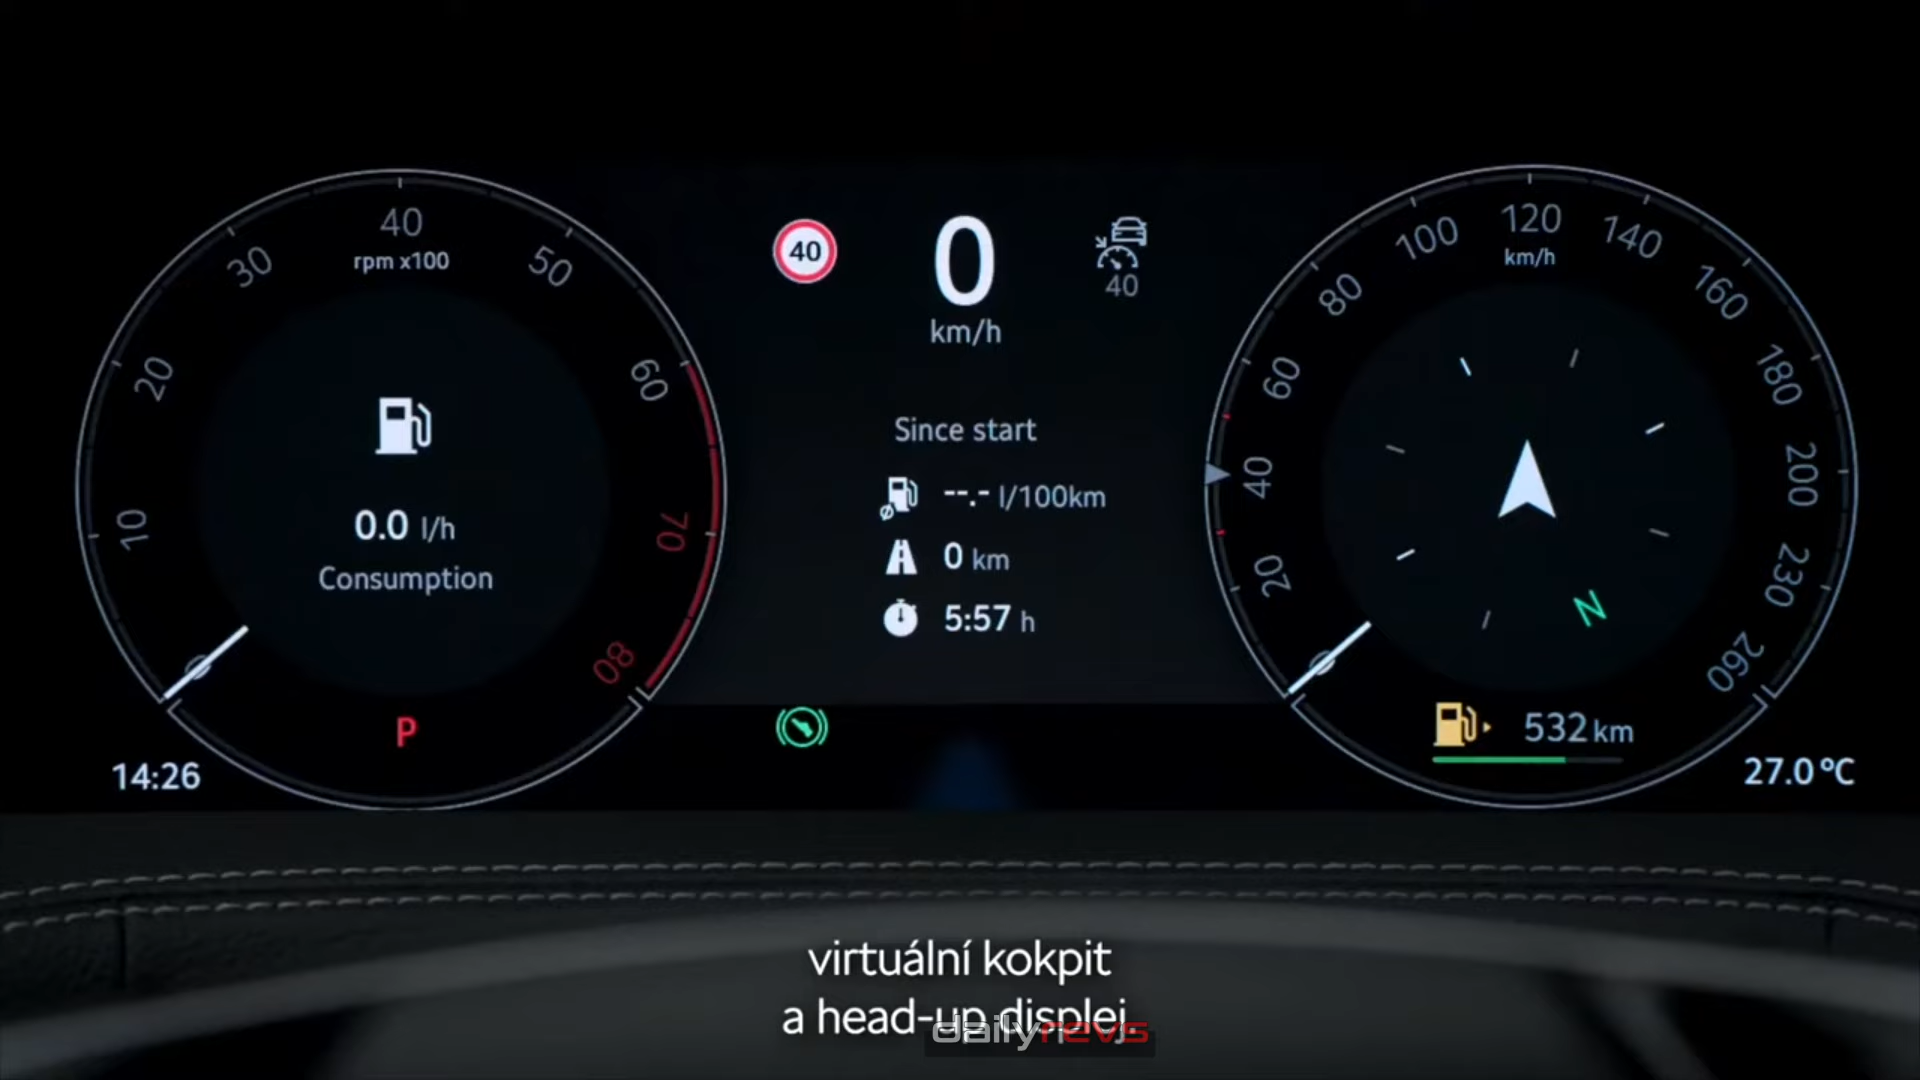 40
rpm x100
30
50
20
60
10
70
80
0.0 l/h
Consumption
P
14:26
40
0
km/h
40
Since start
--.- l/100km
0 km
5:57 h
120
km/h
100
140
80
160
60
180
40
200
20
230
260
N
532 km
27.0 °C
virtuální kokpit
a head-up displej.
dailyrevs